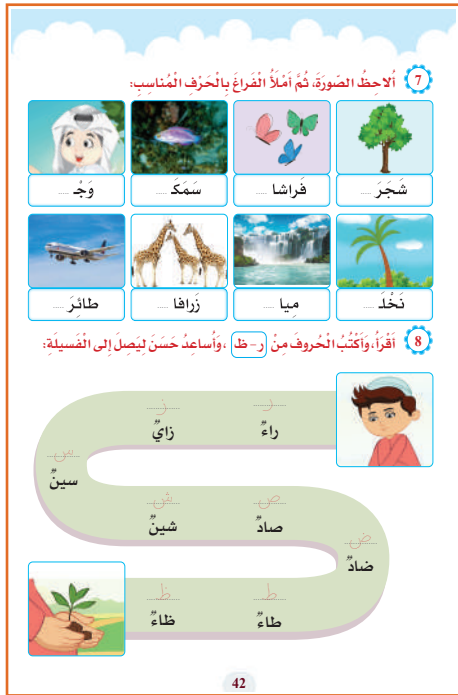 7 أُلاحِظُ الصّورَةَ، ثُمَّ أَمْلَأُ الْفَراغَ بِالْحَرْفِ الْمُناسِبِ:
شَجَرَ ..... فَراشا ..... سَمَكَـ ..... وَجْـ .....
نَخْلَـ ..... مِيا ..... زَرافا ..... طائِرَ .....
8 أَقْرَأُ، وَأَكْتُبُ الْحُروفَ مِنْ ر-ظ ، وَأُساعِدُ حَسَنَ لِيَصِلَ إِلى الْفَسيلَةِ:
ر ز
راءٌ زايٌ
س
سينٌ
ص ش
صادٌ شينٌ
ض
ضادٌ
ط ظ
طاءٌ ظاءٌ
42